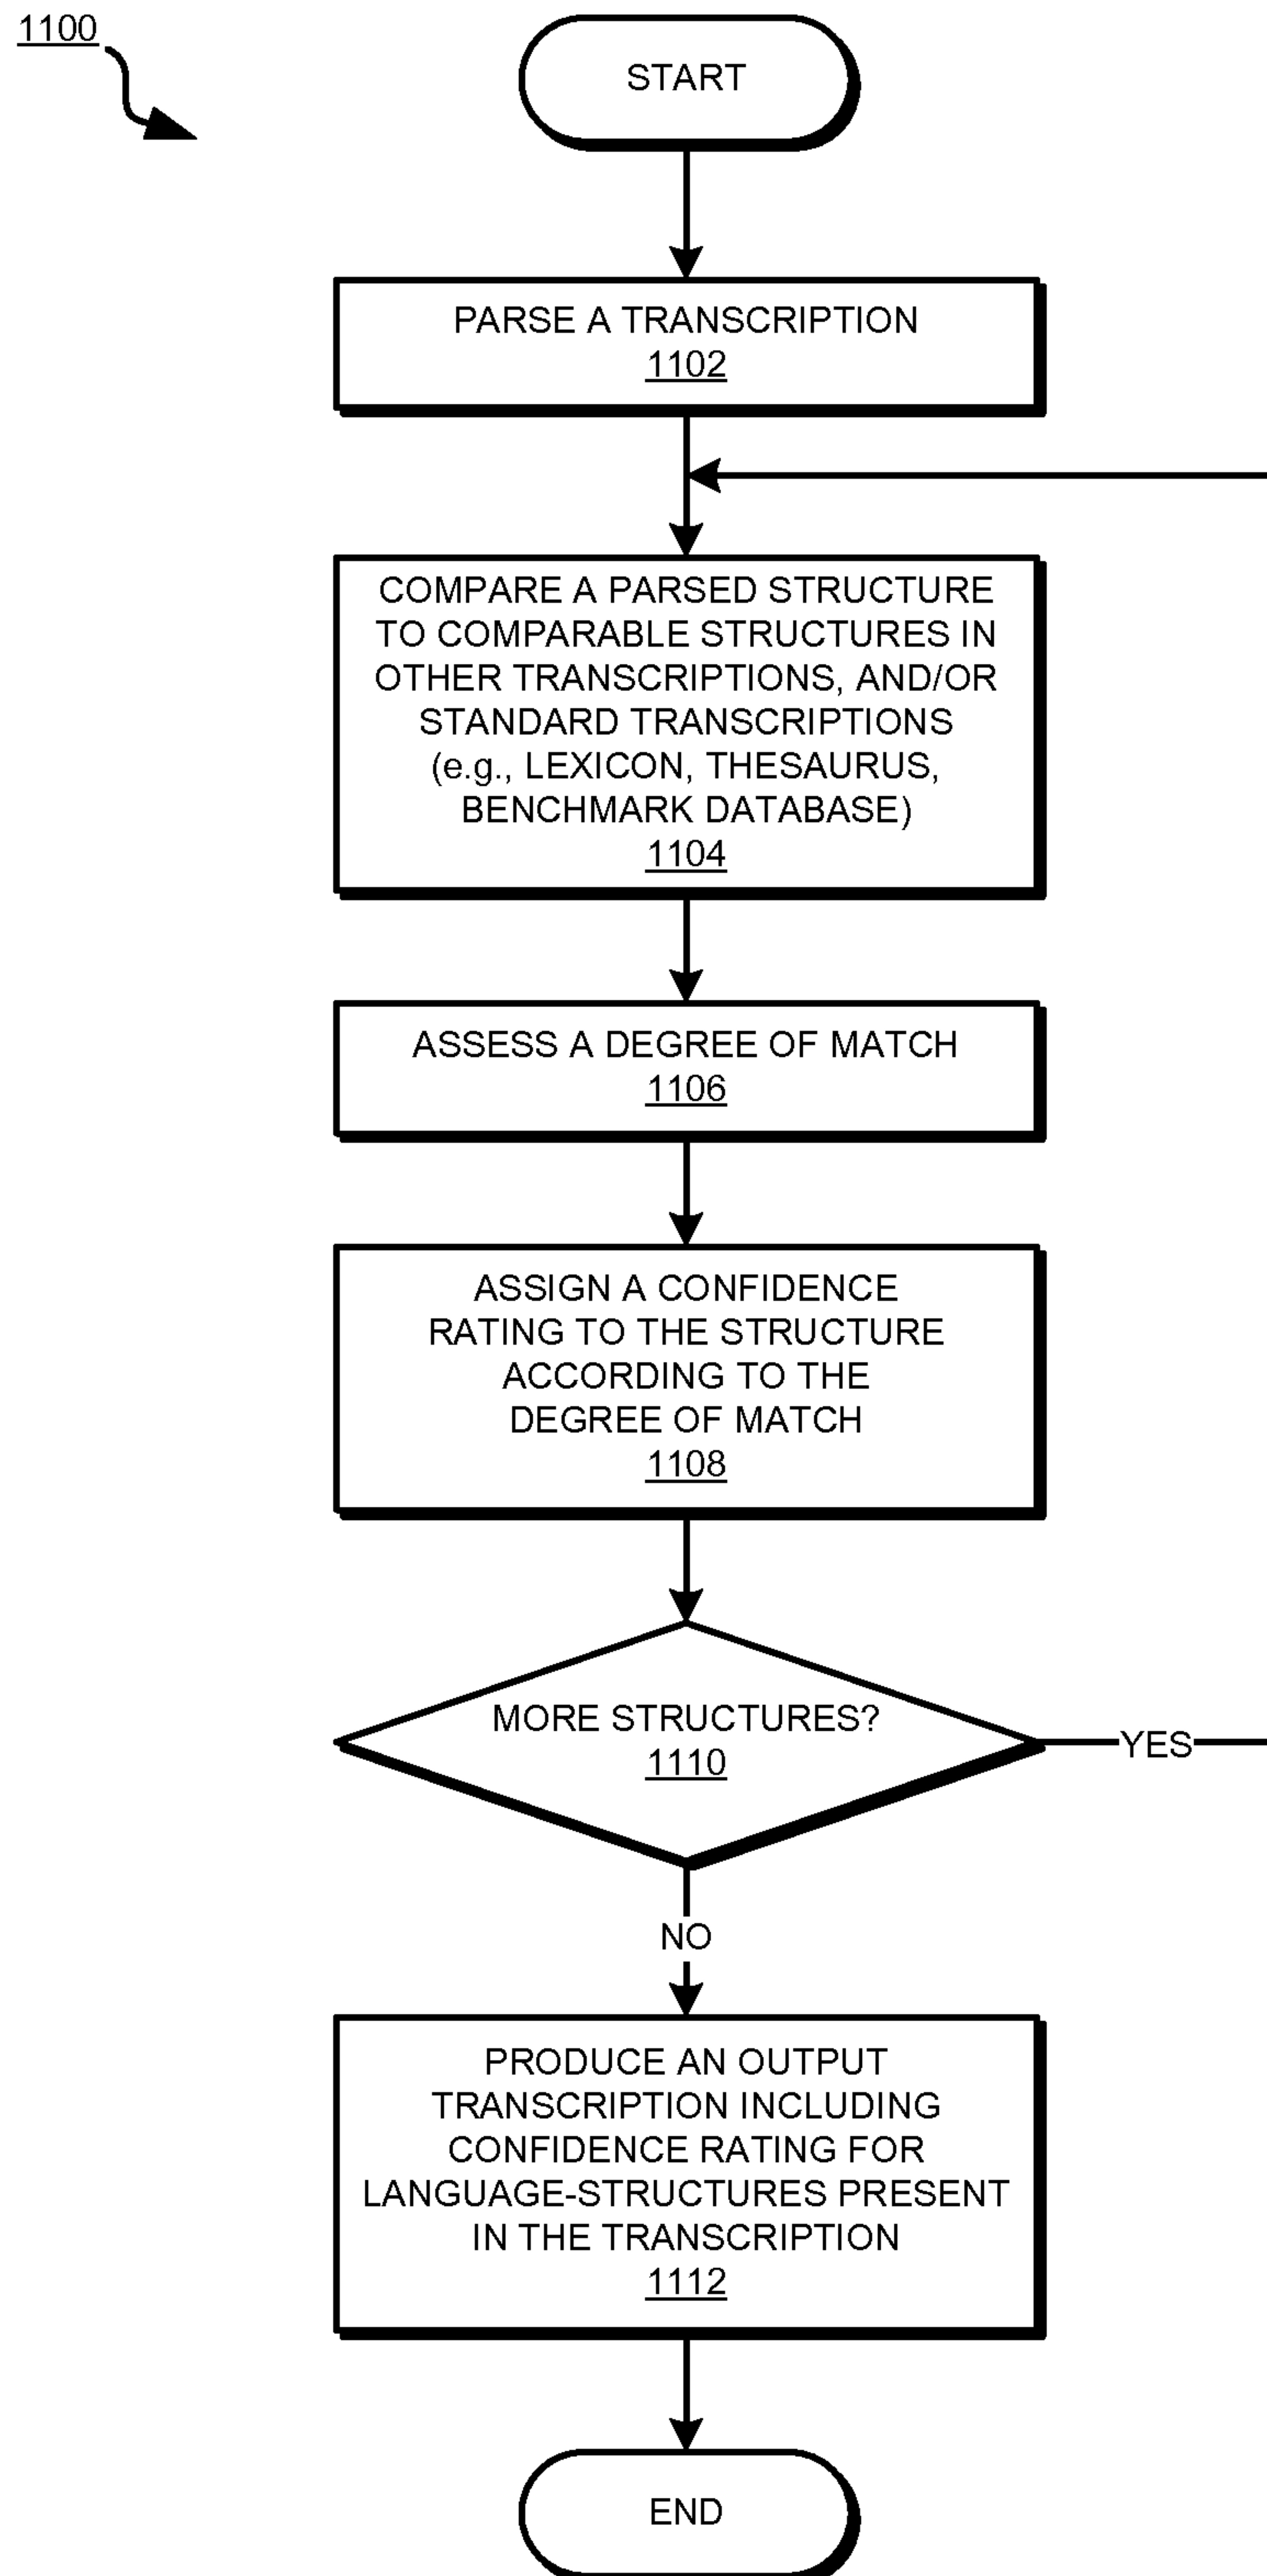 1100
START
PARSE A TRANSCRIPTION
1102
COMPARE A PARSED STRUCTURE
TO COMPARABLE STRUCTURES IN
OTHER TRANSCRIPTIONS, AND/OR
STANDARD TRANSCRIPTIONS
(e.g., LEXICON, THESAURUS,
BENCHMARK DATABASE)
1104
ASSESS A DEGREE OF MATCH
1106
ASSIGN A CONFIDENCE
RATING TO THE STRUCTURE
ACCORDING TO THE
DEGREE OF MATCH
1108
MORE STRUCTURES?
1110
YES
NO
PRODUCE AN OUTPUT
TRANSCRIPTION INCLUDING
CONFIDENCE RATING FOR
LANGUAGE-STRUCTURES PRESENT
IN THE TRANSCRIPTION
1112
END